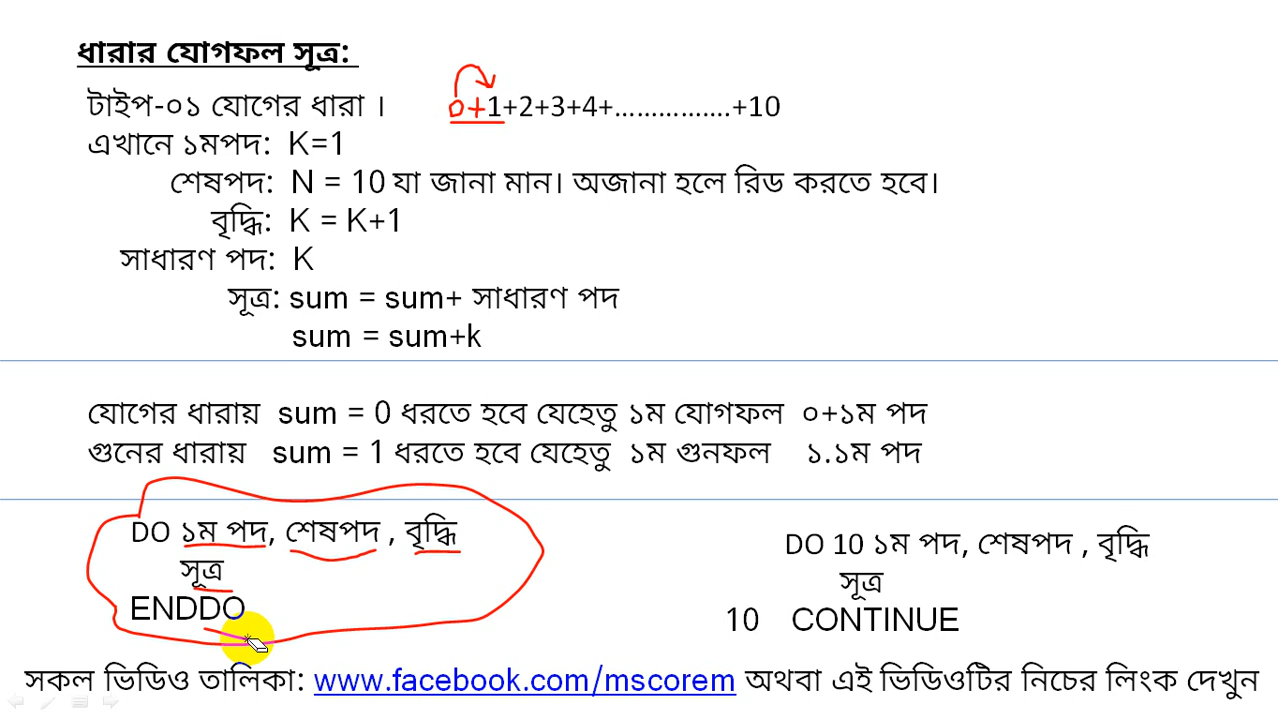 ধারার যোগফল সূত্র:
টাইপ-০১ যোগের ধারা । 0+1+2+3+4+................+10
এখানে ১মপদ: K=1
শেষপদ: N = 10 যা জানা মান। অজানা হলে রিড করতে হবে।
বৃদ্ধি: K = K+1
সাধারণ পদ: K
সূত্র: sum = sum+ সাধারণ পদ
sum = sum+k
যোগের ধারায় sum = 0 ধরতে হবে যেহেতু ১ম যোগফল ০+১ম পদ
গুনের ধারায় sum = 1 ধরতে হবে যেহেতু ১ম গুনফল ১.১ম পদ
DO ১ম পদ, শেষপদ , বৃদ্ধি
সূত্র
ENDDO
DO 10 ১ম পদ, শেষপদ , বৃদ্ধি
সূত্র
10 CONTINUE
সকল ভিডিও তালিকা: www.facebook.com/mscorem অথবা এই ভিডিওটির নিচের লিংক দেখুন